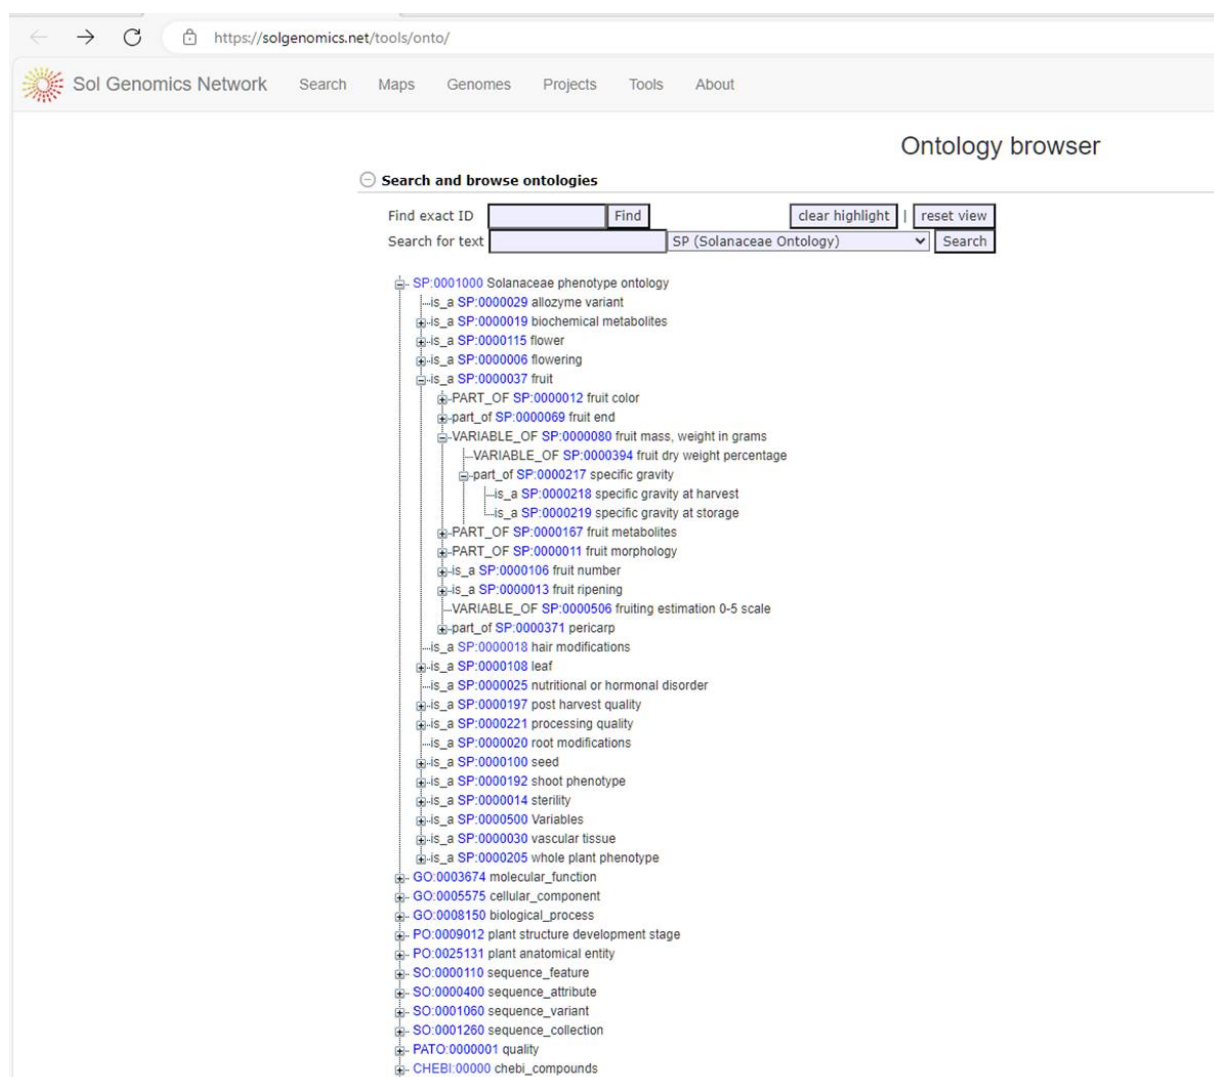 https://solgenomics.net/tools/onto/
Sol Genomics Network Search Maps Genomes Projects Tools About
Ontology browser
Search and browse ontologies
Find exact ID Find clear highlight | reset view
Search for text SP (Solanaceae Ontology) Search
SP:0001000 Solanaceae phenotype ontology
is_a SP:0000029 allozyme variant
is_a SP:0000019 biochemical metabolites
is_a SP:0000115 flower
is_a SP:0000006 flowering
is_a SP:0000037 fruit
PART_OF SP:0000012 fruit color
part_of SP:0000069 fruit end
VARIABLE_OF SP:0000080 fruit mass, weight in grams
VARIABLE_OF SP:0000394 fruit dry weight percentage
part_of SP:0000217 specific gravity
is_a SP:0000218 specific gravity at harvest
is_a SP:0000219 specific gravity at storage
PART_OF SP:0000167 fruit metabolites
PART_OF SP:0000011 fruit morphology
is_a SP:0000106 fruit number
is_a SP:0000013 fruit ripening
VARIABLE_OF SP:0000506 fruiting estimation 0-5 scale
part_of SP:0000371 pericarp
is_a SP:0000018 hair modifications
is_a SP:0000108 leaf
is_a SP:0000025 nutritional or hormonal disorder
is_a SP:0000197 post harvest quality
is_a SP:0000221 processing quality
is_a SP:0000020 root modifications
is_a SP:0000100 seed
is_a SP:0000192 shoot phenotype
is_a SP:0000014 sterility
is_a SP:0000500 Variables
is_a SP:0000030 vascular tissue
is_a SP:0000205 whole plant phenotype
GO:0003674 molecular_function
GO:0005575 cellular_component
GO:0008150 biological_process
PO:0009012 plant structure development stage
PO:0025131 plant anatomical entity
SO:0000110 sequence_feature
SO:0000400 sequence_attribute
SO:0001060 sequence_variant
SO:0001260 sequence_collection
PATO:0000001 quality
CHEBI:00000 chebi_compounds